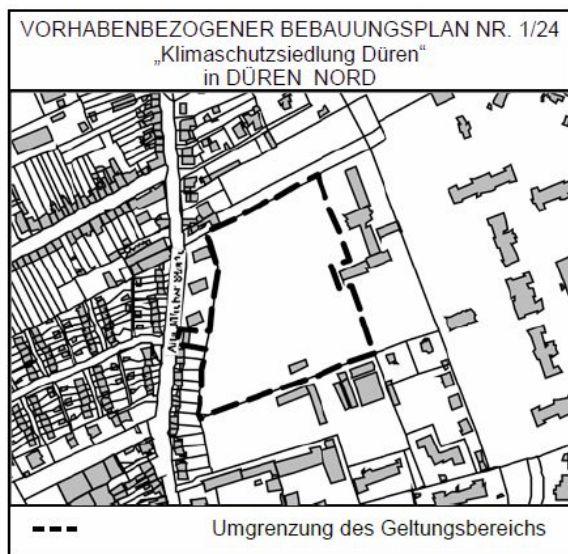 VORHABENBEZOGENER BEBAUUNGSPLAN NR. 1/24
„Klimaschutzsiedlung Düren“
in DÜREN NORD
Umgrenzung des Geltungsbereichs